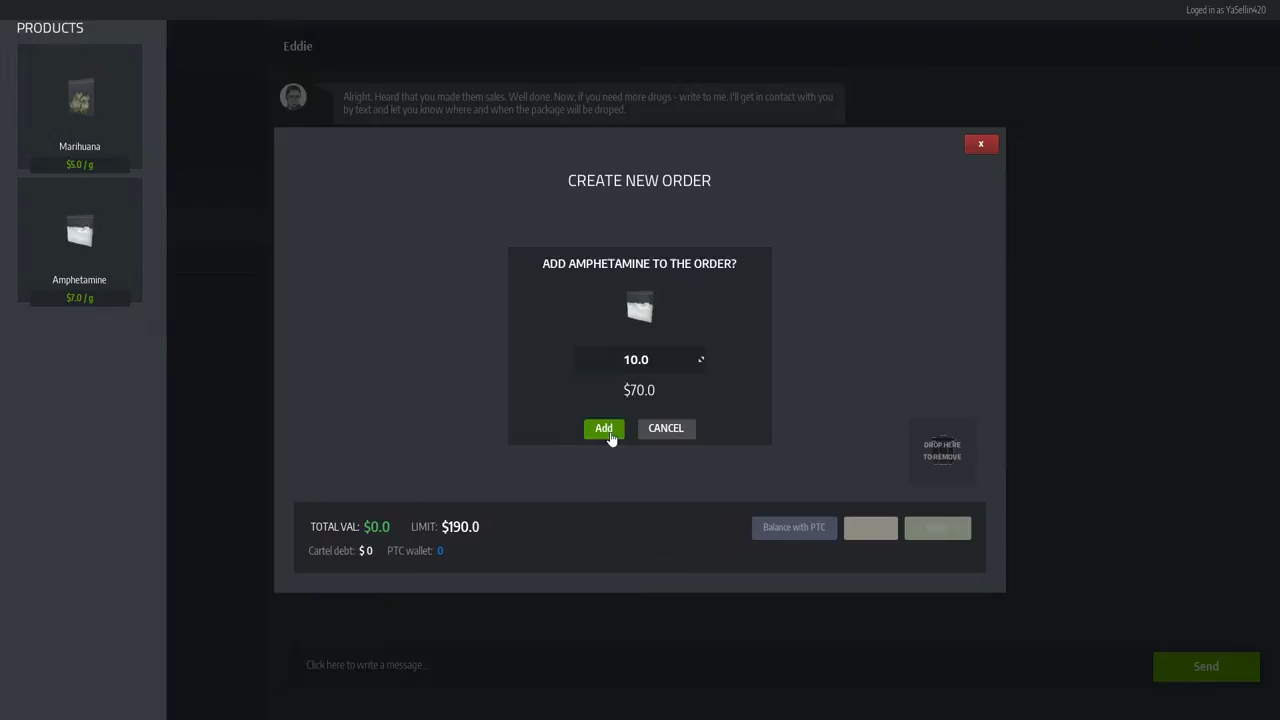 Loged in as YaSellin420
PRODUCTS
Marihuana
$5.0 / g
Amphetamine
$7.0 / g
Eddie
Alright. Heard that you made them sales. Well done. Now, if you need more drugs - write to me. I'll get in contact with you
by text and let you know where and when the package will be droped.
x
CREATE NEW ORDER
ADD AMPHETAMINE TO THE ORDER?
10.0
$70.0
Add
CANCEL
DROP HERE
TO REMOVE
TOTAL VAL: $0.0 LIMIT: $190.0
Cartel debt: $ 0 PTC wallet: 0
Balance with PTC
Click here to write a message...
Send